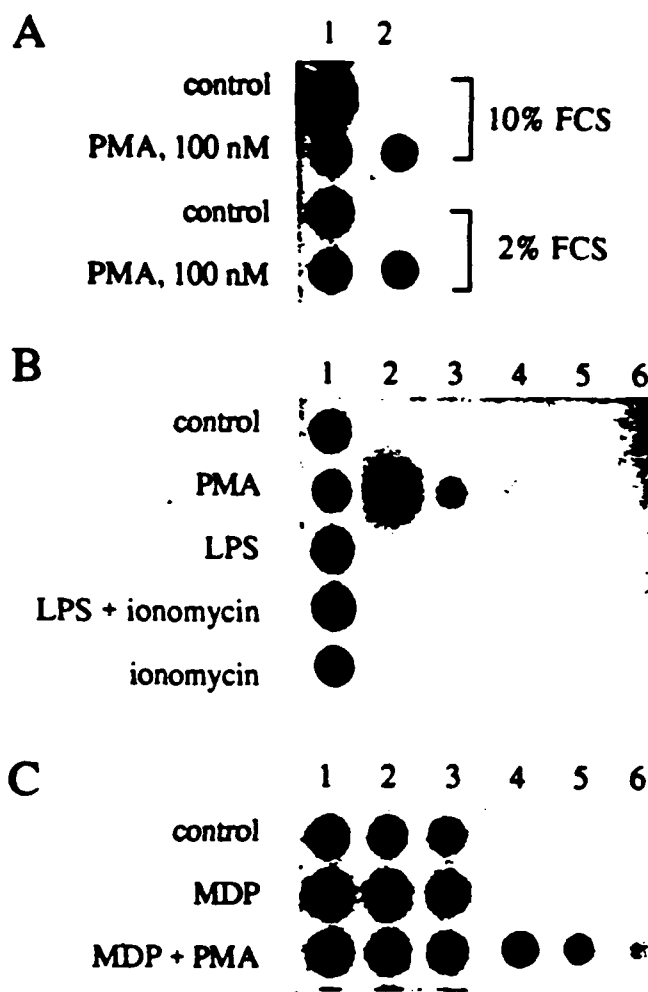 A
1 2
control
PMA, 100 nM
10% FCS
control
PMA, 100 nM
2% FCS
B
1 2 3 4 5 6
control
PMA
LPS
LPS + ionomycin
ionomycin
C
1 2 3 4 5 6
control
MDP
MDP + PMA